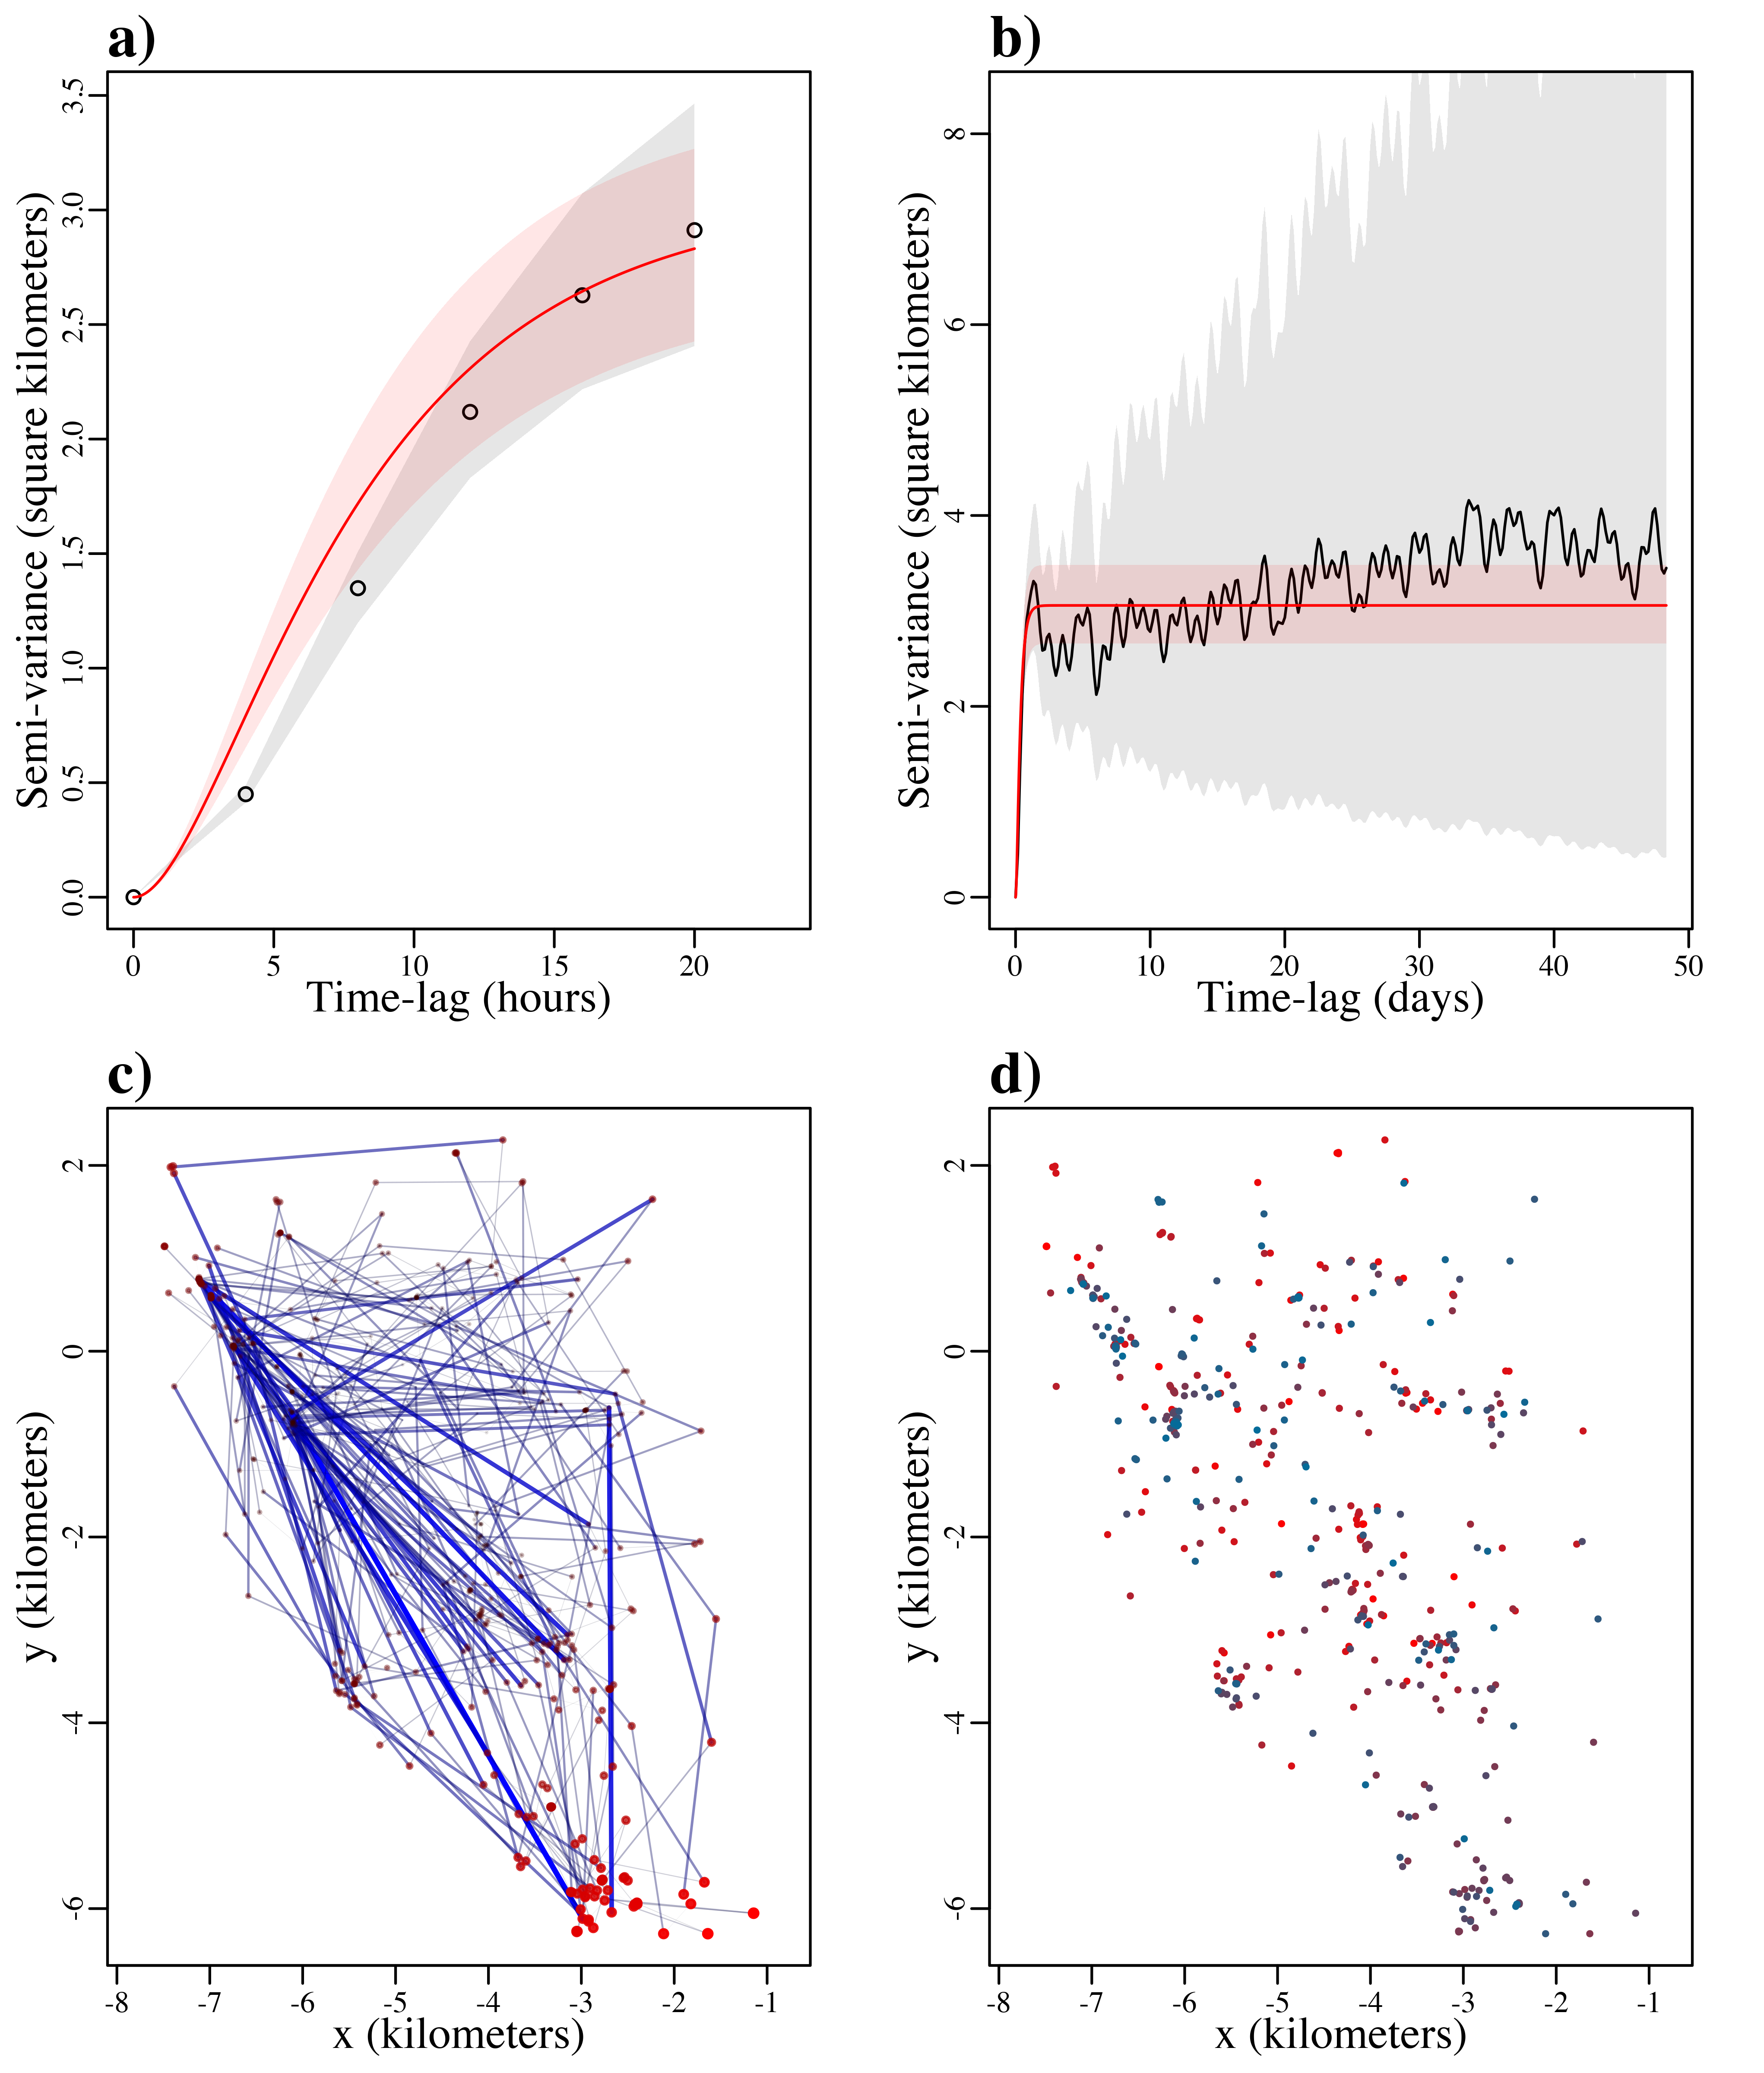 a)
Semi-variance (square kilometers)
0.0 0.5 1.0 1.5 2.0 2.5 3.0 3.5
0 5 10 15 20
Time-lag (hours)
b)
Semi-variance (square kilometers)
0 2 4 6 8
0 10 20 30 40 50
Time-lag (days)
c)
y (kilometers)
-6 -4 -2 0 2
-8 -7 -6 -5 -4 -3 -2 -1
x (kilometers)
d)
y (kilometers)
-6 -4 -2 0 2
-8 -7 -6 -5 -4 -3 -2 -1
x (kilometers)